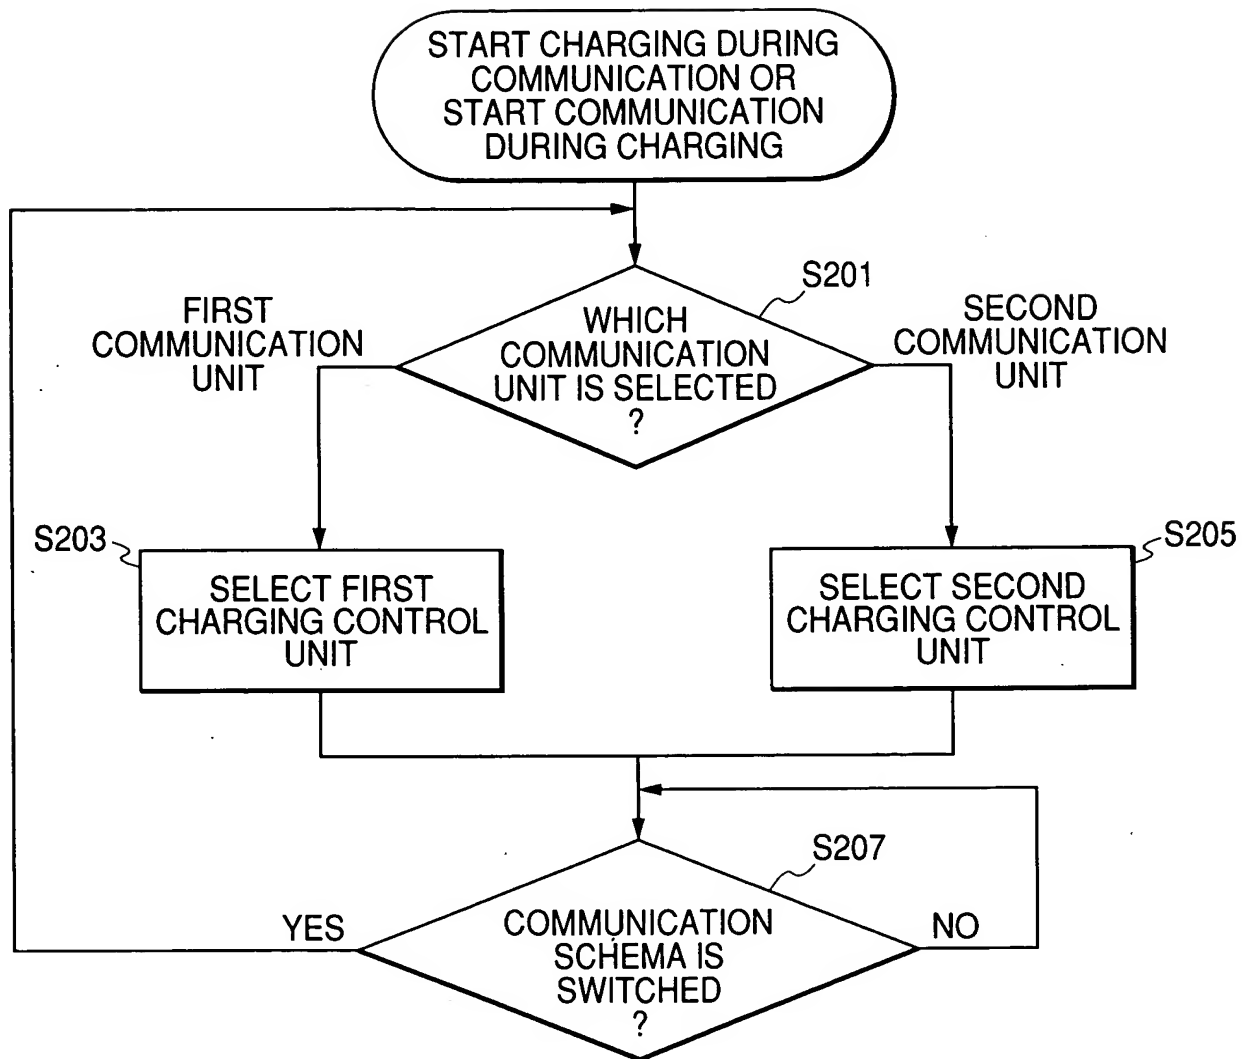 START CHARGING DURING
COMMUNICATION OR
START COMMUNICATION
DURING CHARGING
S201
FIRST
COMMUNICATION
UNIT
WHICH
COMMUNICATION
UNIT IS SELECTED
?
SECOND
COMMUNICATION
UNIT
S203
SELECT FIRST
CHARGING CONTROL
UNIT
S205
SELECT SECOND
CHARGING CONTROL
UNIT
S207
YES
COMMUNICATION
SCHEMA IS
SWITCHED
?
NO